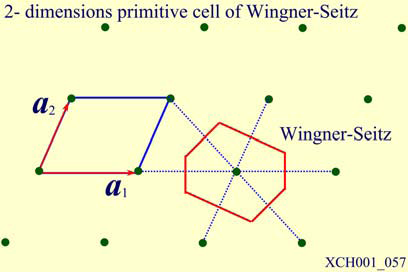 2- dimensions primitive cell of Wingner-Seitz
a2
Wingner-Seitz
a1
XCH001_057